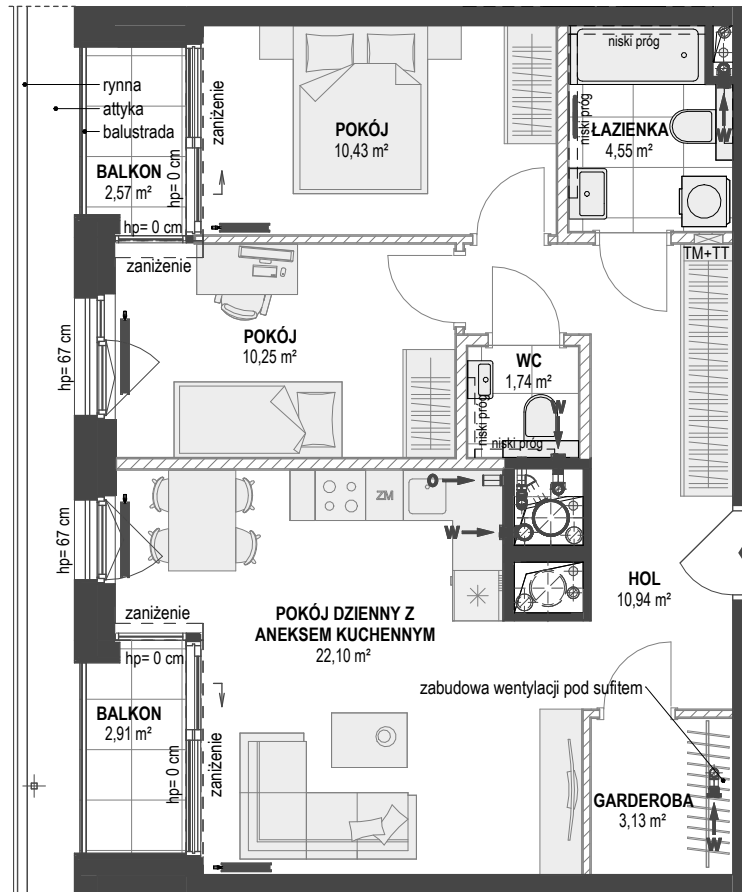 rynna
attyka
balustrada
BALKON
2,57 m²
hp= 0 cm
hp= 0 cm
zaniżenie
zaniżenie
POKÓJ
10,43 m²
niski próg
niski próg
ŁAZIENKA
4,55 m²
W
TM+TT
POKÓJ
10,25 m²
hp= 67 cm
WC
1,74 m²
niski próg
niski próg
W
hp= 67 cm
ZM
O
W
zaniżenie
hp= 0 cm
POKÓJ DZIENNY Z
ANEKSEM KUCHENNYM
22,10 m²
HOL
10,94 m²
zabudowa wentylacji pod sufitem
BALKON
2,91 m²
hp= 0 cm
zaniżenie
GARDEROBA
3,13 m²
W